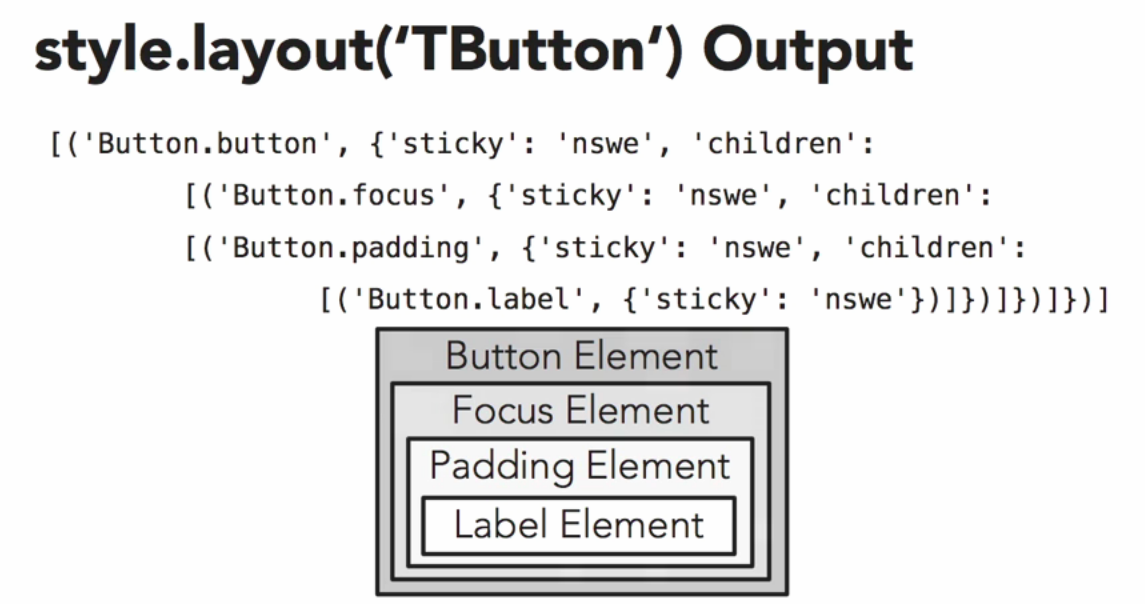 style.layout(‘TButton‘) Output
[('Button.button', {'sticky': 'nswe', 'children':
[('Button.focus', {'sticky': 'nswe', 'children':
[('Button.padding', {'sticky': 'nswe', 'children':
[('Button.label', {'sticky': 'nswe'})]})]})]})]
Button Element
Focus Element
Padding Element
Label Element